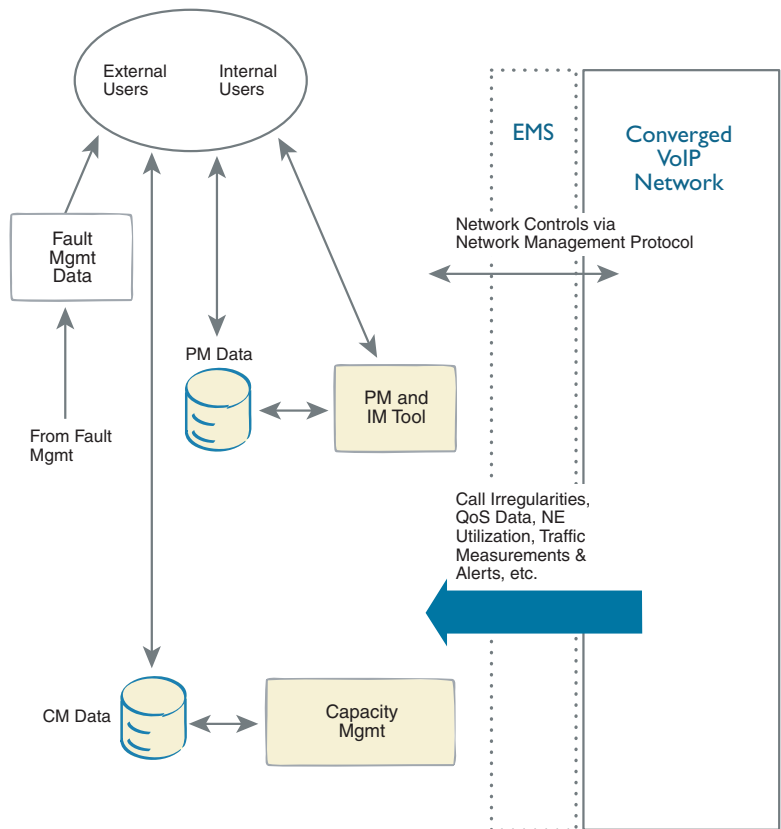 External
Users
Internal
Users
EMS
Converged
VoIP
Network
Network Controls via
Network Management Protocol
Fault
Mgmt
Data
PM Data
PM and
IM Tool
From Fault
Mgmt
Call Irregularities,
QoS Data, NE
Utilization, Traffic
Measurements &
Alerts, etc.
CM Data
Capacity
Mgmt